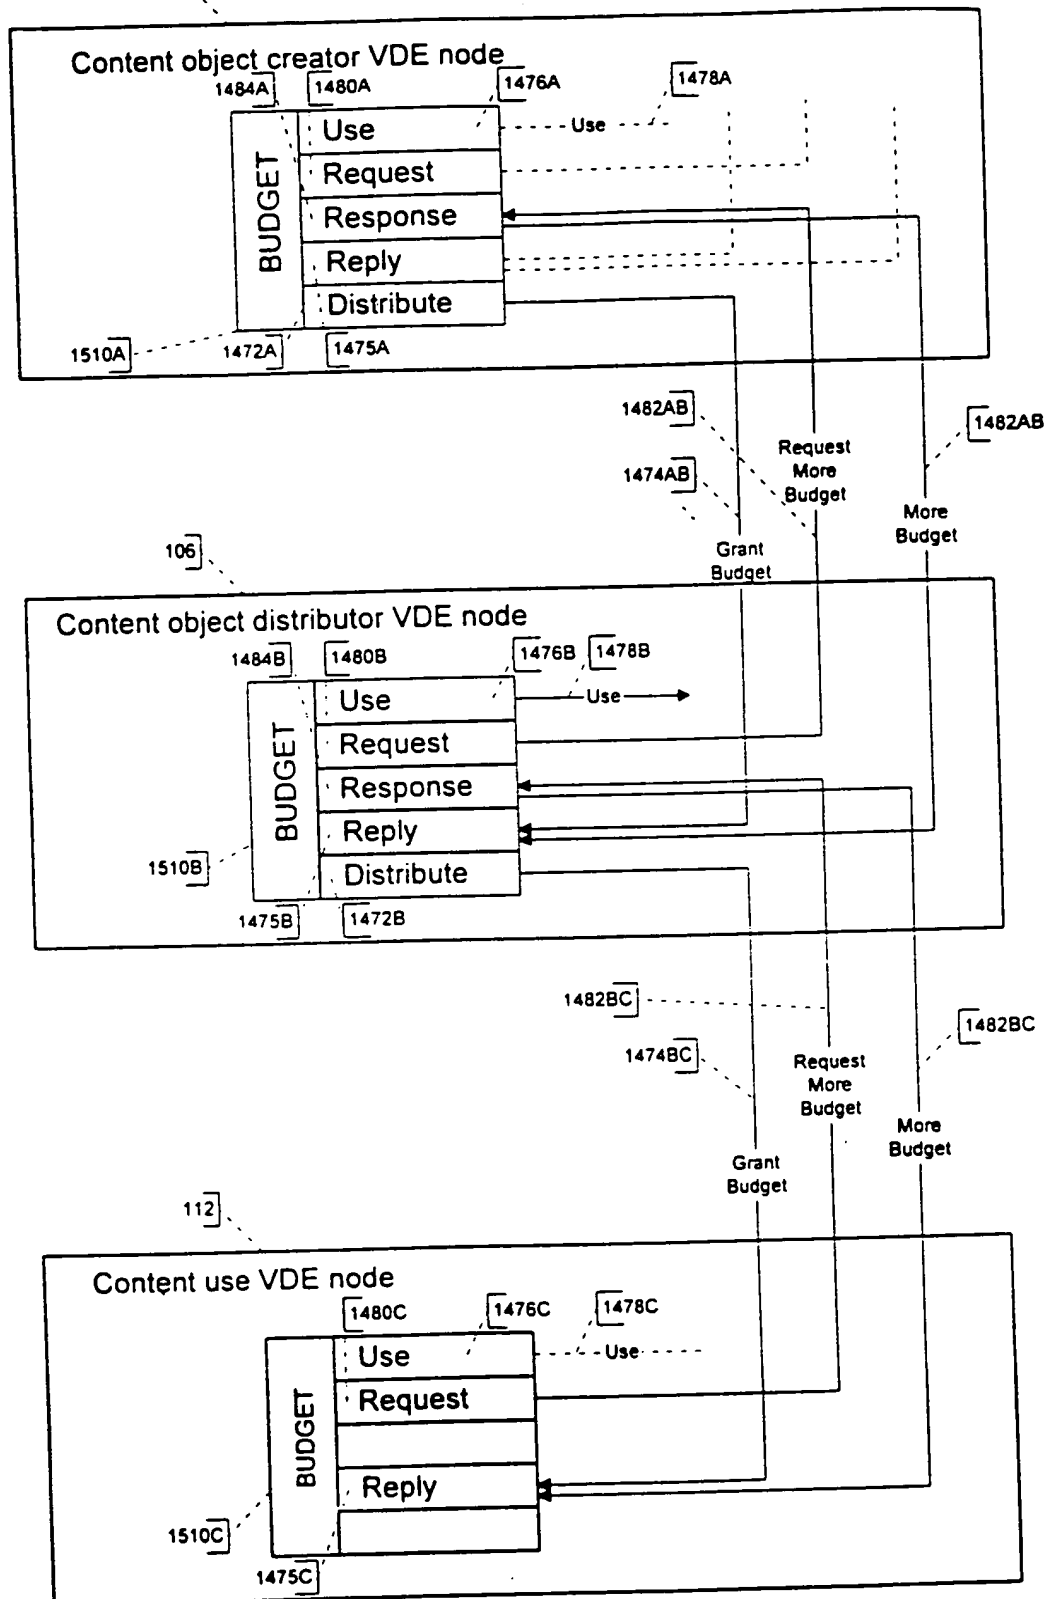 Content object creator VDE node
1484A
1480A
1476A
1478A
BUDGET
Use
Use
Request
Response
Reply
Distribute
1510A
1472A
1475A
1482AB
1482AB
Request
More
Budget
1474AB
More
Budget
Grant
Budget
106
Content object distributor VDE node
1484B
1480B
1476B
1478B
BUDGET
Use
Use
Request
Response
Reply
Distribute
1510B
1475B
1472B
1482BC
1482BC
1474BC
Request
More
Budget
More
Budget
Grant
Budget
112
Content use VDE node
1480C
1476C
1478C
BUDGET
Use
Use
Request
Reply
1510C
1475C